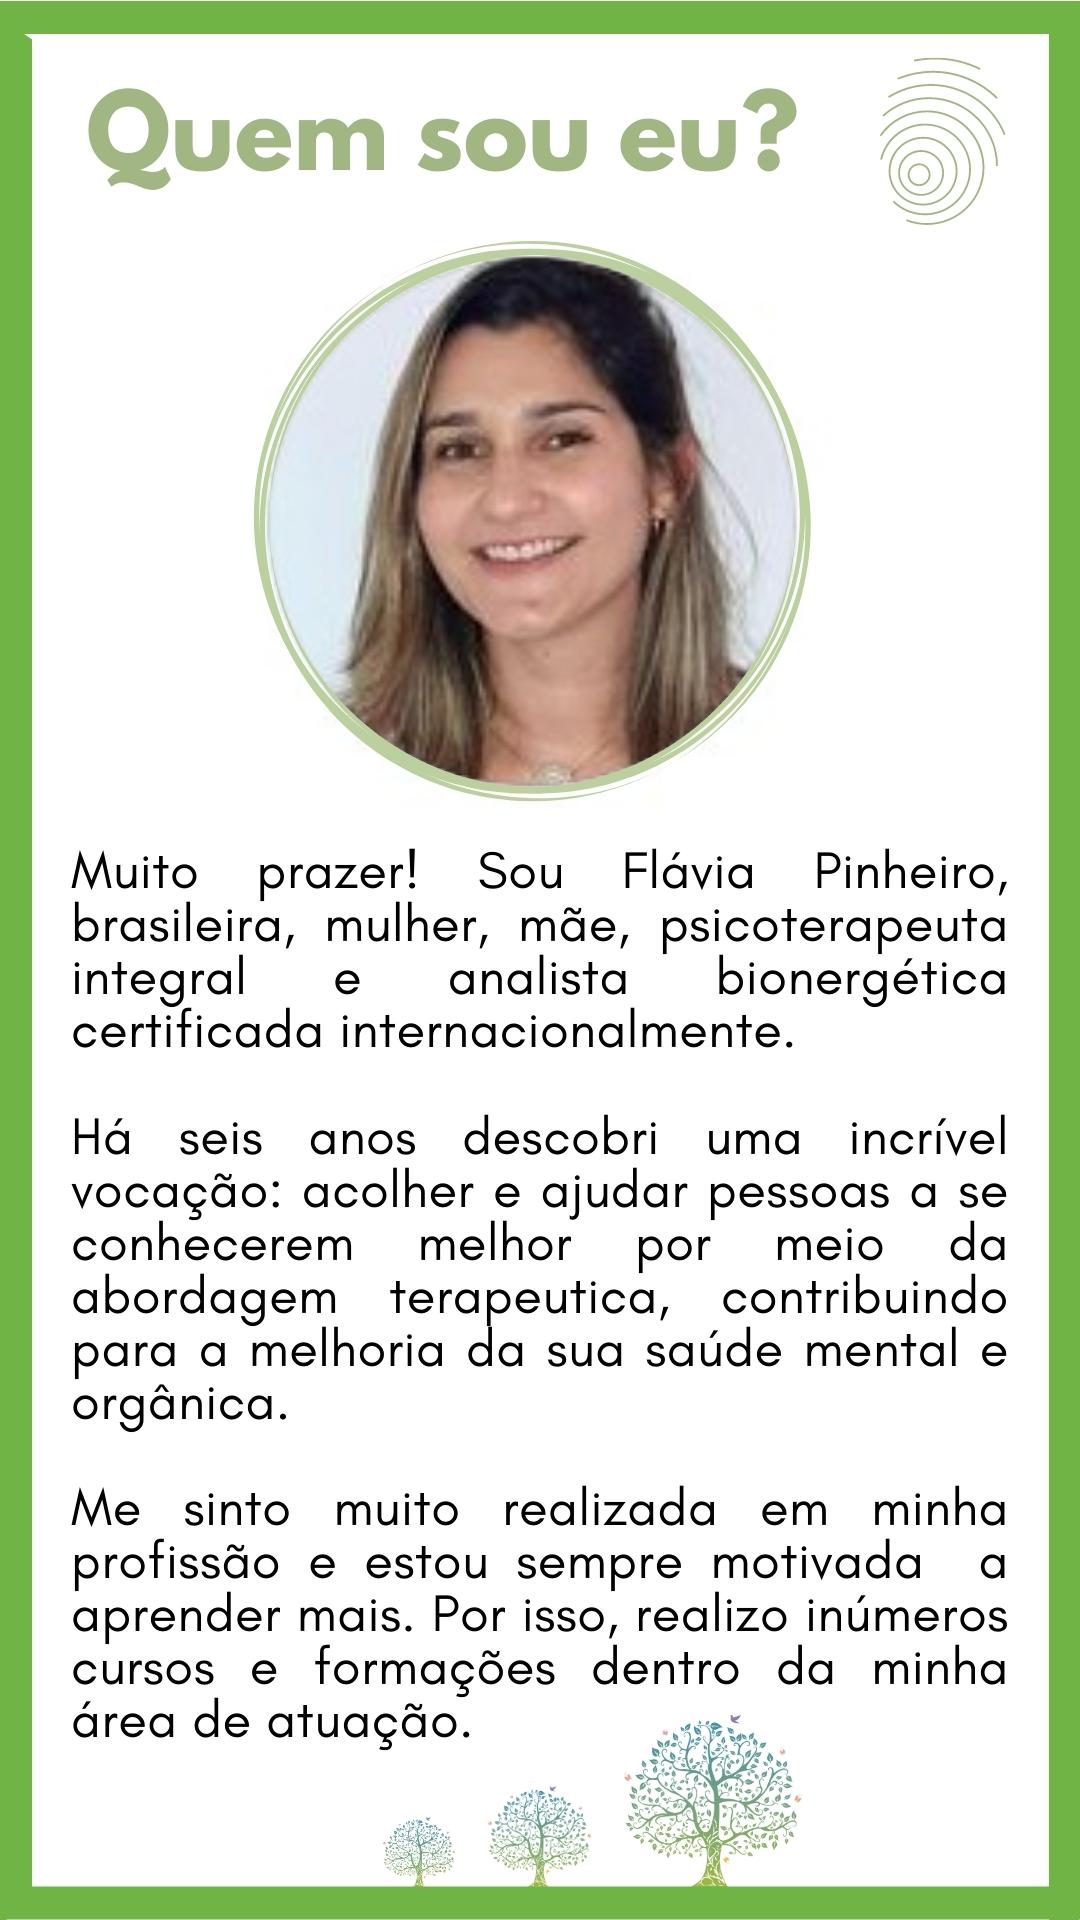 Quem sou eu?
Muito prazer! Sou Flávia Pinheiro,
brasileira, mulher, mãe, psicoterapeuta
integral e analista bionergética
certificada internacionalmente.
Há seis anos descobri uma incrível
vocação: acolher e ajudar pessoas a se
conhecerem melhor por meio da
abordagem terapeutica, contribuindo
para a melhoria da sua saúde mental e
orgânica.
Me sinto muito realizada em minha
profissão e estou sempre motivada a
aprender mais. Por isso, realizo inúmeros
cursos e formações dentro da minha
área de atuação.